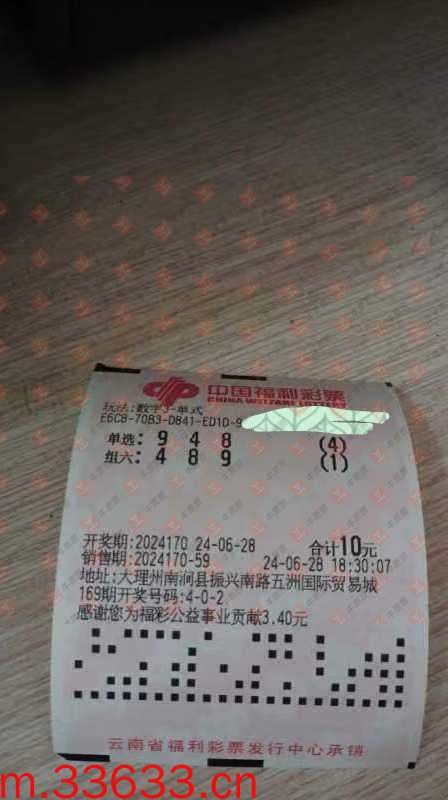 中国福利彩票
CHINA WELFARE LOTTERY
玩法:数字3-单式
E6C8-70B3-D841-ED1D-9
单选: 9 4 8 (4)
组六: 4 8 9 (1)
开奖期:2024170 24-06-28 合计10元
销售期:2024170-59 24-06-28 18:30:07
地址:大理州南涧县振兴南路五洲国际贸易城
169期开奖号码:4-0-2
感谢您为福彩公益事业贡献3.40元
云南省福利彩票发行中心承销
m.33633.cn